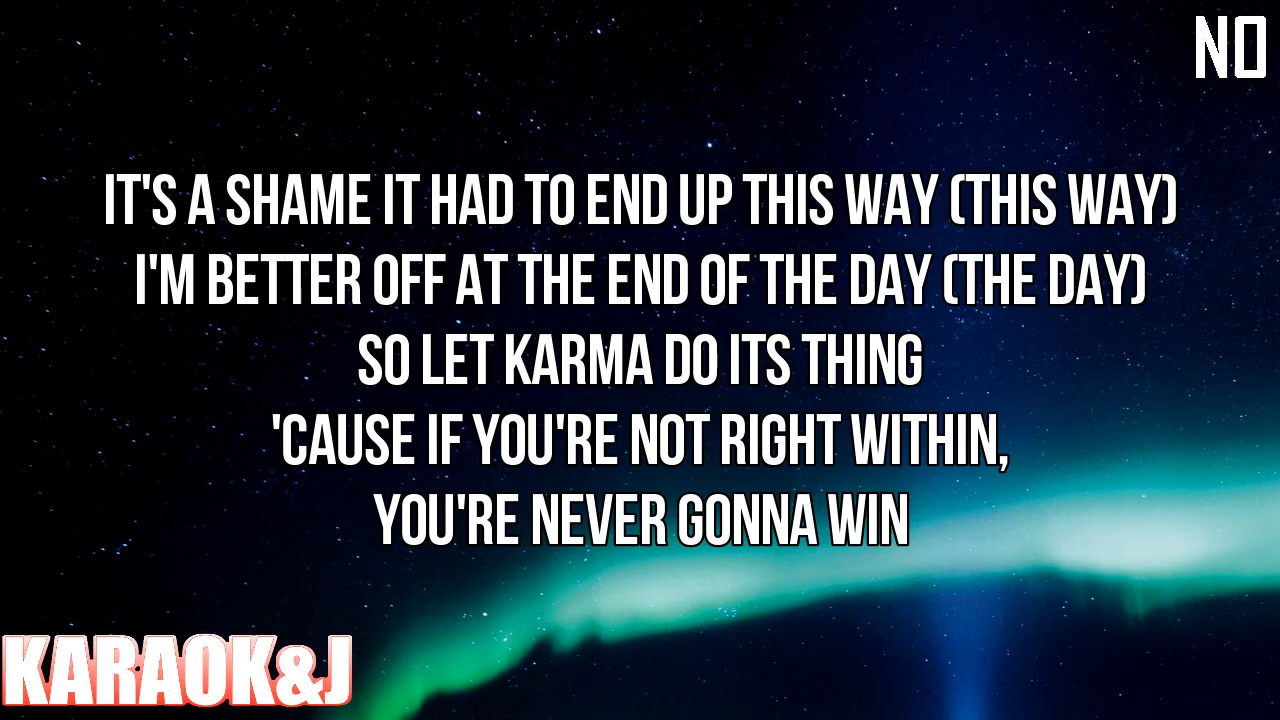 NO
IT'S A SHAME IT HAD TO END UP THIS WAY (THIS WAY)
I'M BETTER OFF AT THE END OF THE DAY (THE DAY)
SO LET KARMA DO ITS THING
'CAUSE IF YOU'RE NOT RIGHT WITHIN,
YOU'RE NEVER GONNA WIN
KARAOK&J